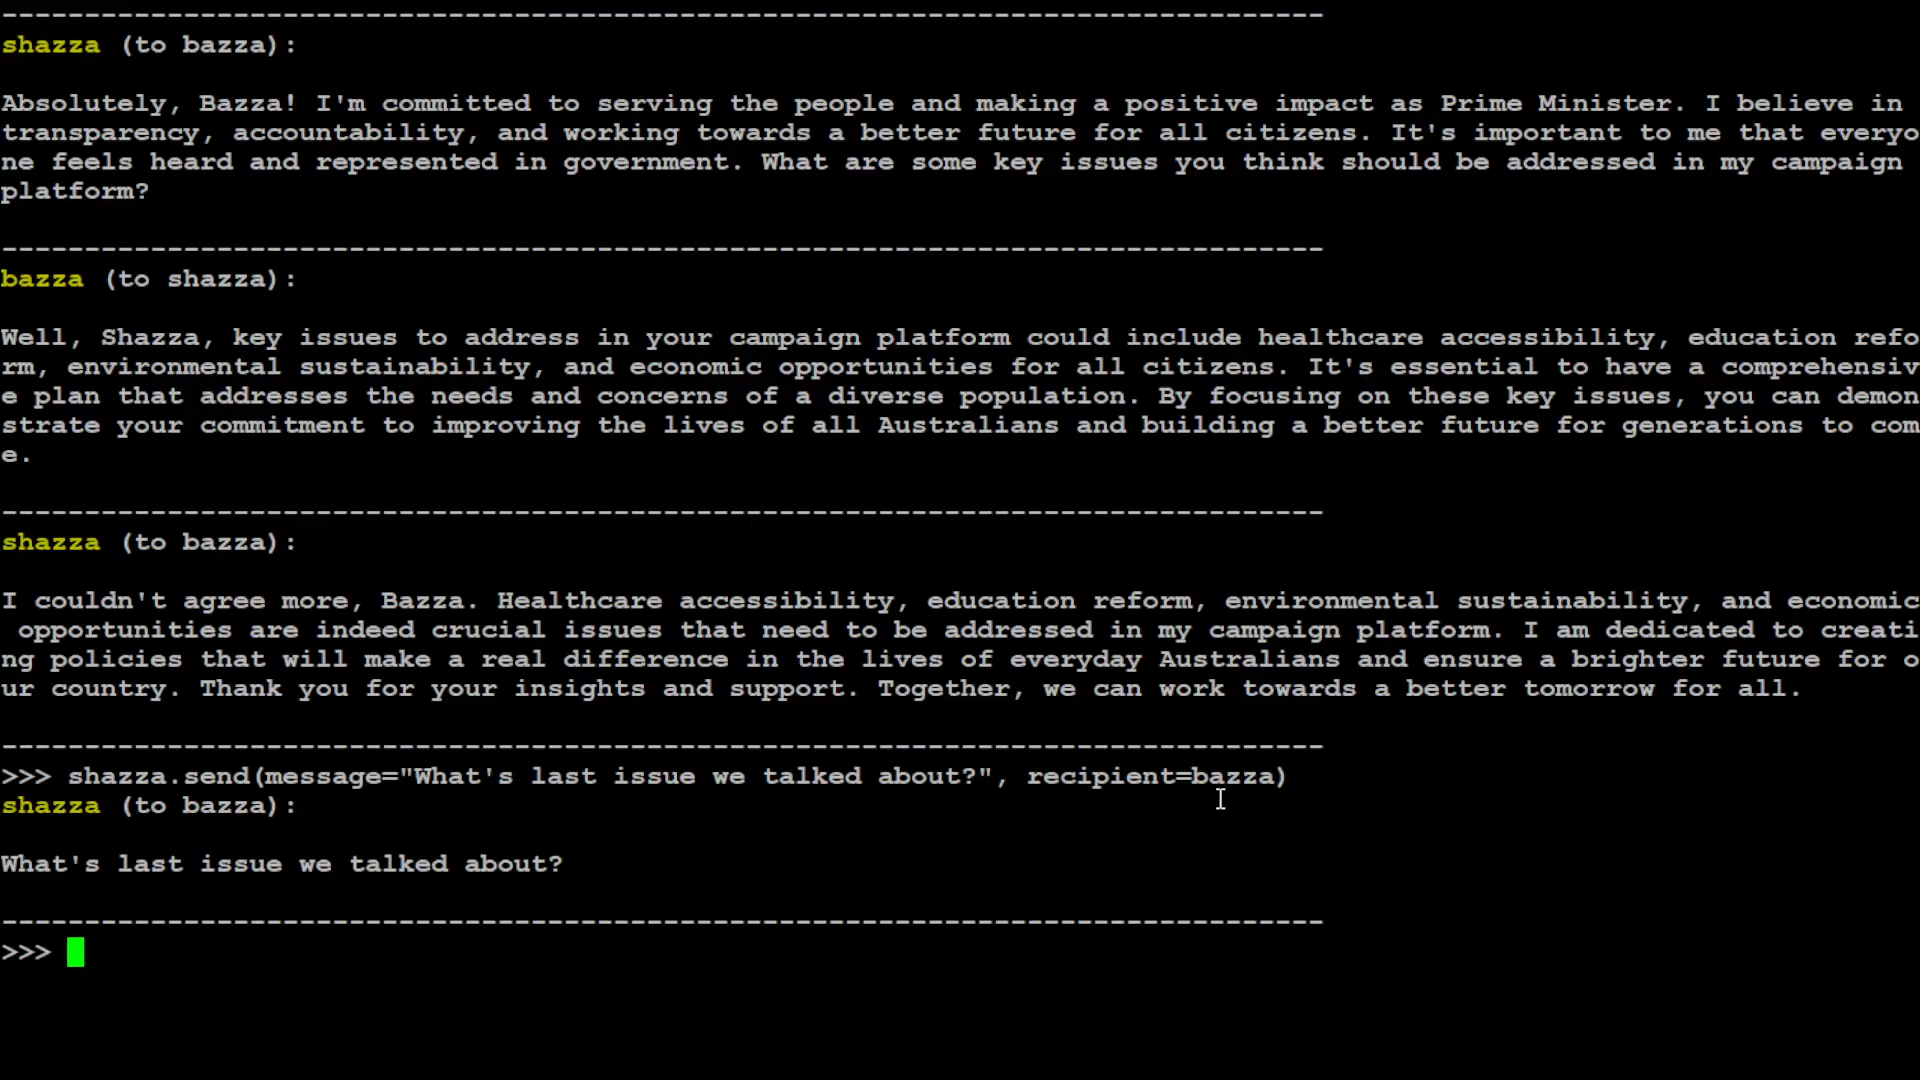 --------------------------------------------------------------------------------
shazza (to bazza):
Absolutely, Bazza! I'm committed to serving the people and making a positive impact as Prime Minister. I believe in
transparency, accountability, and working towards a better future for all citizens. It's important to me that everyo
ne feels heard and represented in government. What are some key issues you think should be addressed in my campaign
platform?
--------------------------------------------------------------------------------
bazza (to shazza):
Well, Shazza, key issues to address in your campaign platform could include healthcare accessibility, education refo
rm, environmental sustainability, and economic opportunities for all citizens. It's essential to have a comprehensiv
e plan that addresses the needs and concerns of a diverse population. By focusing on these key issues, you can demon
strate your commitment to improving the lives of all Australians and building a better future for generations to com
e.
--------------------------------------------------------------------------------
shazza (to bazza):
I couldn't agree more, Bazza. Healthcare accessibility, education reform, environmental sustainability, and economic
 opportunities are indeed crucial issues that need to be addressed in my campaign platform. I am dedicated to creati
ng policies that will make a real difference in the lives of everyday Australians and ensure a brighter future for o
ur country. Thank you for your insights and support. Together, we can work towards a better tomorrow for all.
--------------------------------------------------------------------------------
>>> shazza.send(message="What's last issue we talked about?", recipient=bazza)
shazza (to bazza):
What's last issue we talked about?
--------------------------------------------------------------------------------
>>>